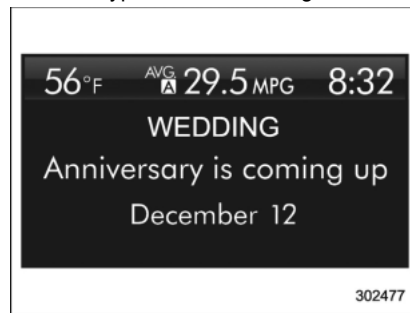 56°F AVG. A 29.5 MPG 8:32
WEDDING
Anniversary is coming up
December 12
302477